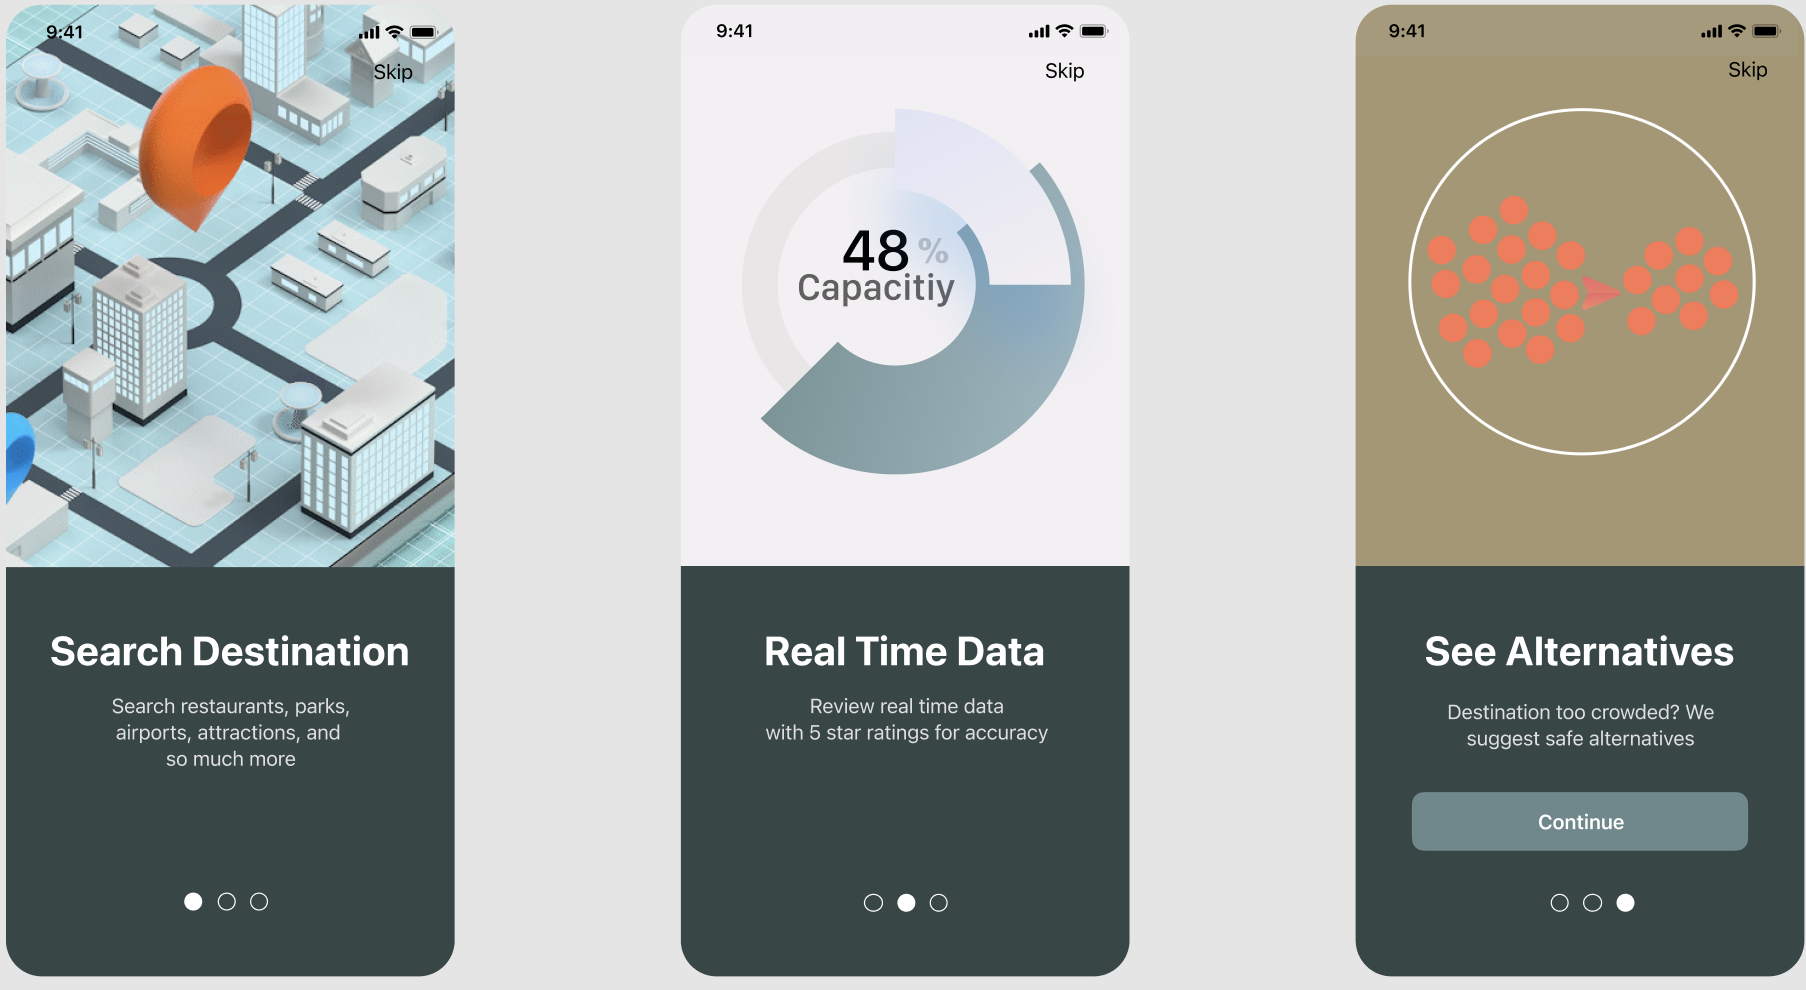 9:41
Skip
Search Destination
Search restaurants, parks,
airports, attractions, and
so much more
9:41
Skip
48 %
Capacitiy
Real Time Data
Review real time data
with 5 star ratings for accuracy
9:41
Skip
See Alternatives
Destination too crowded? We
suggest safe alternatives
Continue